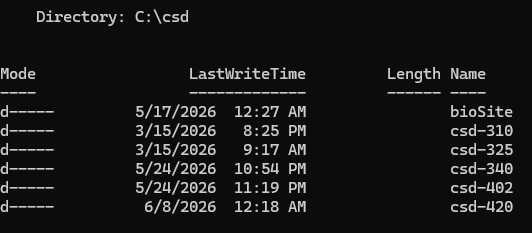 Directory: C:\csd
Mode LastWriteTime Length Name
---- ------------- ------ ----
d----- 5/17/2026 12:27 AM bioSite
d----- 3/15/2026 8:25 PM csd-310
d----- 3/15/2026 9:17 AM csd-325
d----- 5/24/2026 10:54 PM csd-340
d----- 5/24/2026 11:19 PM csd-402
d----- 6/8/2026 12:18 AM csd-420